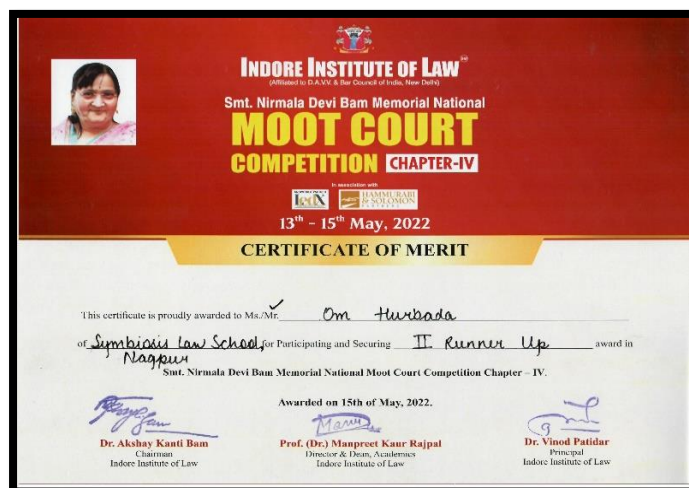 INDORE INSTITUTE OF LAW
(Affiliated to D.A.V.V. & Bar Council of India, New Delhi)
Smt. Nirmala Devi Bam Memorial National
MOOT COURT
COMPETITION CHAPTER-IV
In association with
HAMMURABI & SOLOMON
PARTNERS
13th - 15th May, 2022
CERTIFICATE OF MERIT
This certificate is proudly awarded to Ms./Mr. ✓ Om Hurbada
of Symbiosis Law School, for Participating and Securing II Runner Up award in
Nagpur
Smt. Nirmala Devi Bam Memorial National Moot Court Competition Chapter – IV.
Awarded on 15th of May, 2022.
Dr. Akshay Kanti Bam Prof. (Dr.) Manpreet Kaur Rajpal Dr. Vinod Patidar
Chairman Director & Dean, Academics Principal
Indore Institute of Law Indore Institute of Law Indore Institute of Law